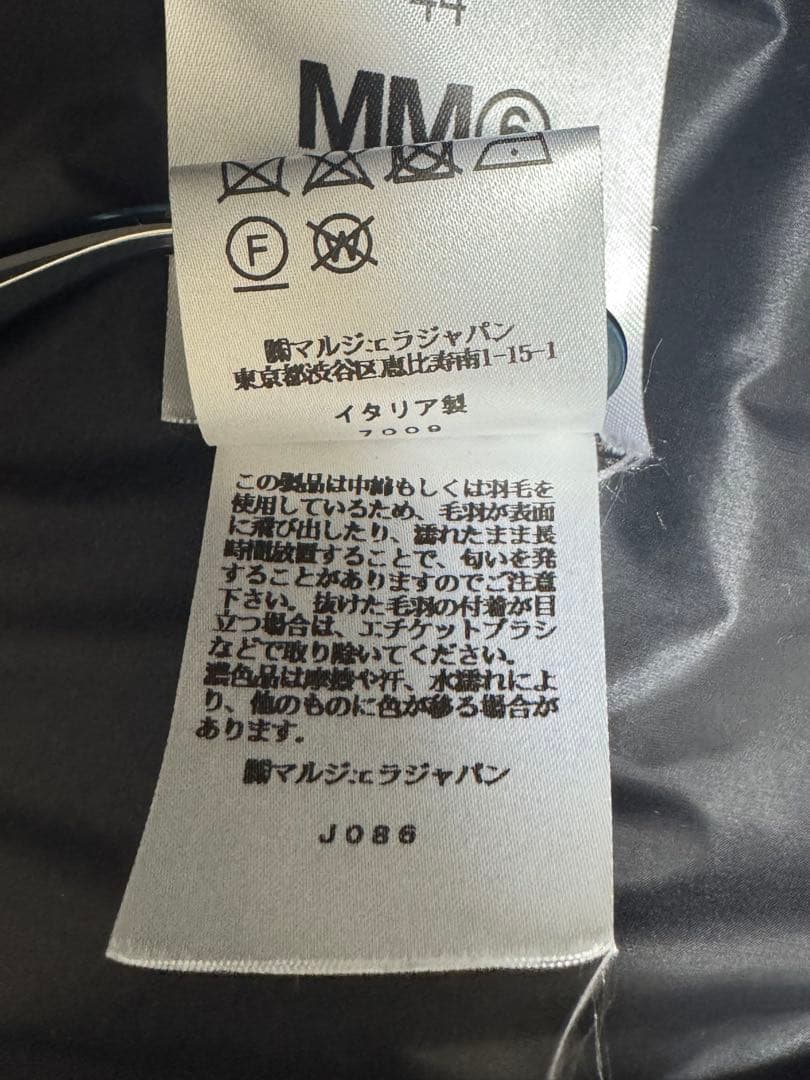 44
MM⑥
F
W
㈱マルジェラジャパン
東京都渋谷区恵比寿南1-15-1
イタリア製
7009
この製品は中綿もしくは羽毛を
使用しているため、毛羽が表面
に飛び出したり、濡れたまま長
時間放置することで、匂いを発
することがありますのでご注意
下さい。抜けた毛羽の付着が目
立つ場合は、エチケットブラシ
などで取り除いてください。
濃色品は摩擦や汗、水濡れによ
り、他のものに色が移る場合が
あります。
㈱マルジェラジャパン
J086